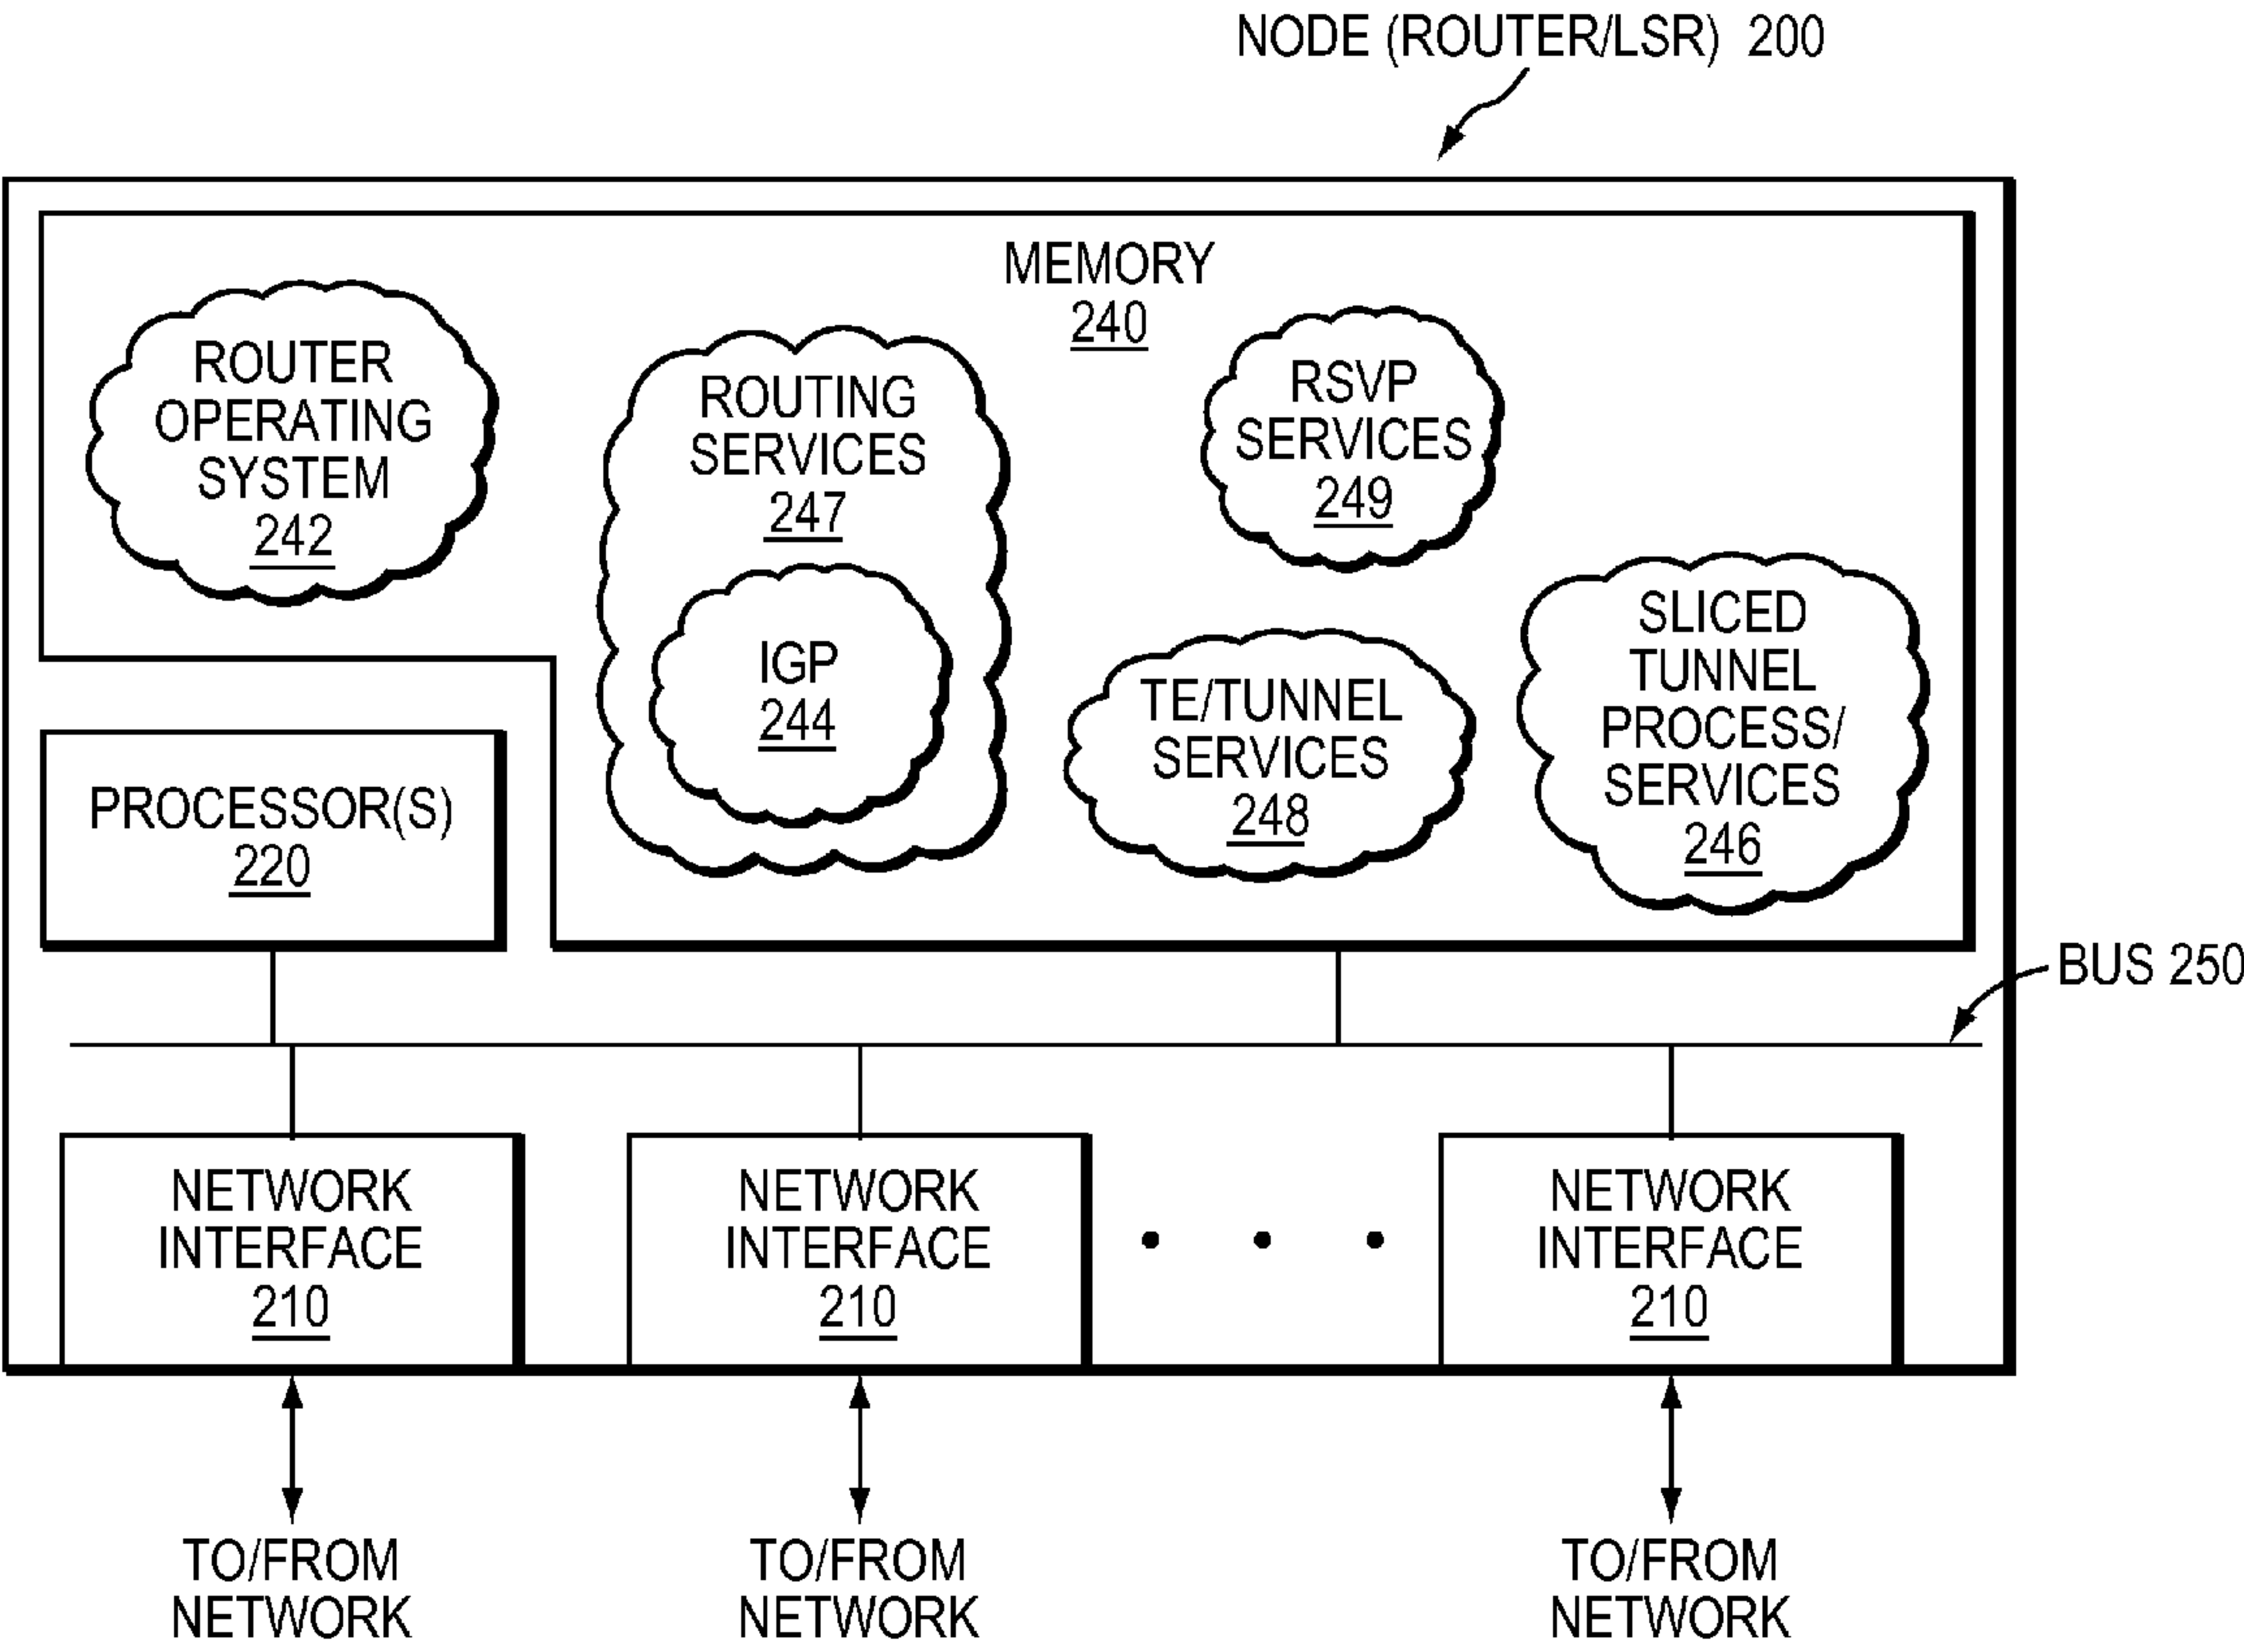 NODE (ROUTER/LSR) 200
MEMORY
240
ROUTER
OPERATING
SYSTEM
242
ROUTING
SERVICES
247
IGP
244
RSVP
SERVICES
249
TE/TUNNEL
SERVICES
248
SLICED
TUNNEL
PROCESS/
SERVICES
246
PROCESSOR(S)
220
BUS 250
NETWORK
INTERFACE
210
NETWORK
INTERFACE
210
NETWORK
INTERFACE
210
TO/FROM
NETWORK
TO/FROM
NETWORK
TO/FROM
NETWORK